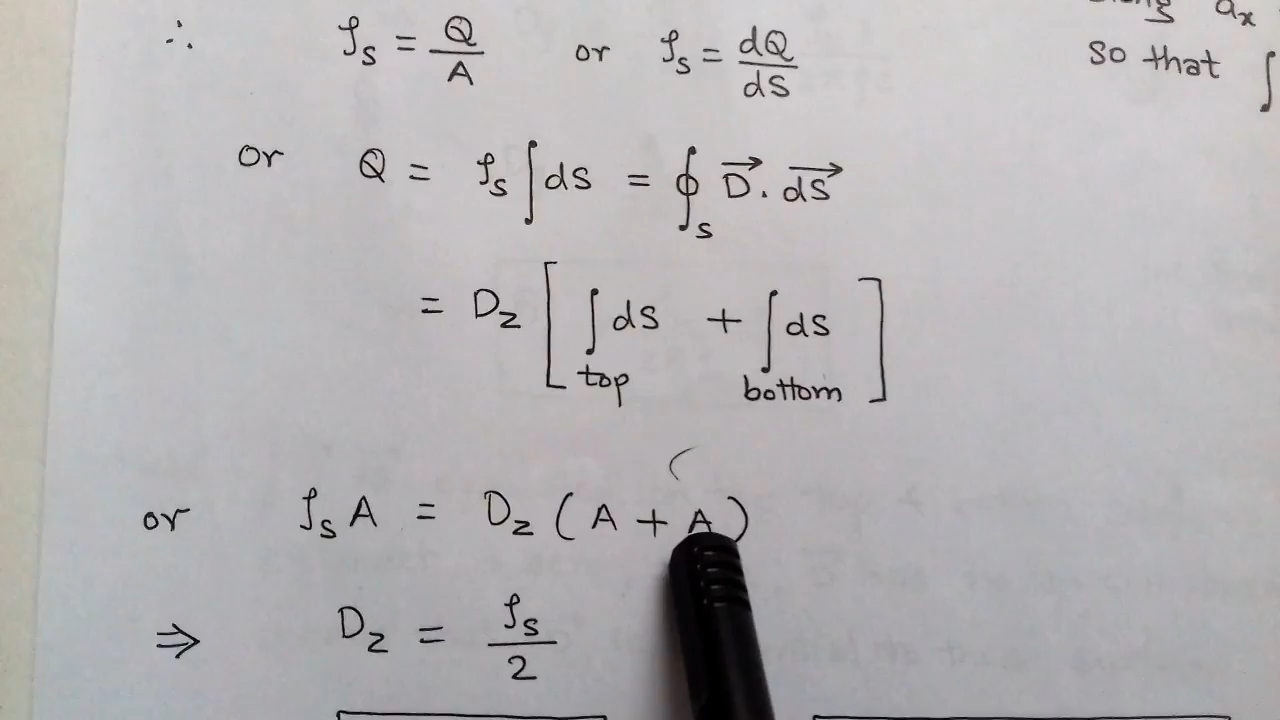 ∴ ρs = Q/A or ρs = dQ/dS
aₓ
so that ∫
or Q = ρs ∫ dS = ∮s D⃗ . dS⃗
= Dz [ ∫top dS + ∫bottom dS ]
or ρs A = Dz (A + A)
⇒ Dz = ρs/2